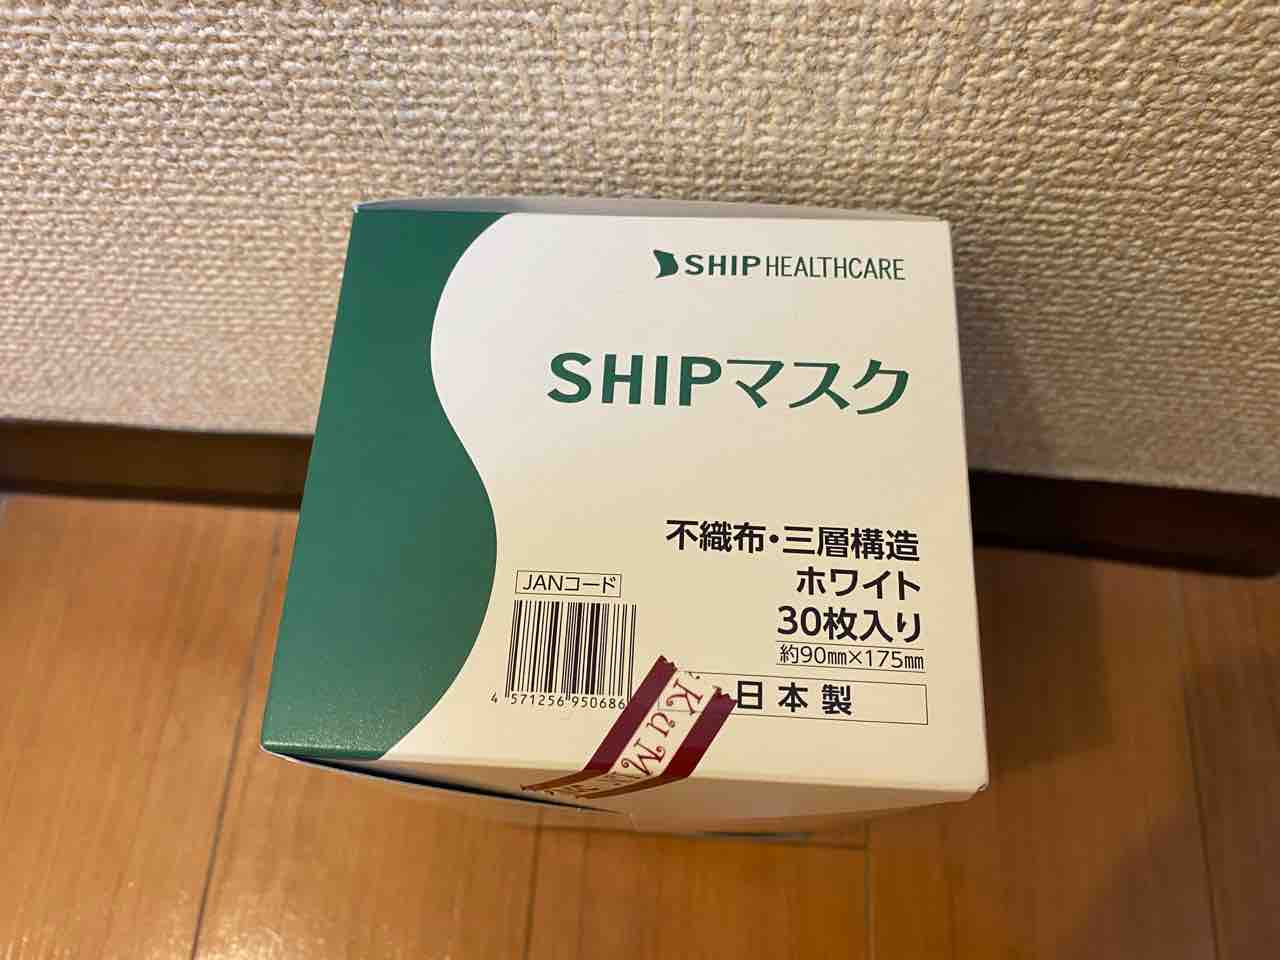 SHIP HEALTHCARE
SHIPマスク
不織布・三層構造
ホワイト
30枚入り
約90㎜×175㎜
日本製
JANコード
4 571256 950686
KuM